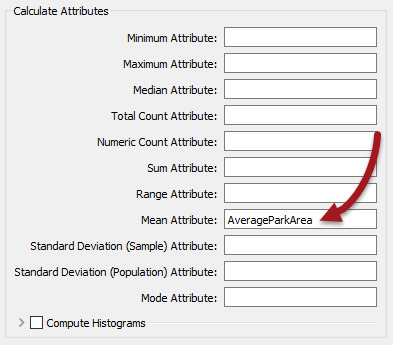 Calculate Attributes
Minimum Attribute:
Maximum Attribute:
Median Attribute:
Total Count Attribute:
Numeric Count Attribute:
Sum Attribute:
Range Attribute:
Mean Attribute: AverageParkArea
Standard Deviation (Sample) Attribute:
Standard Deviation (Population) Attribute:
Mode Attribute:
Compute Histograms